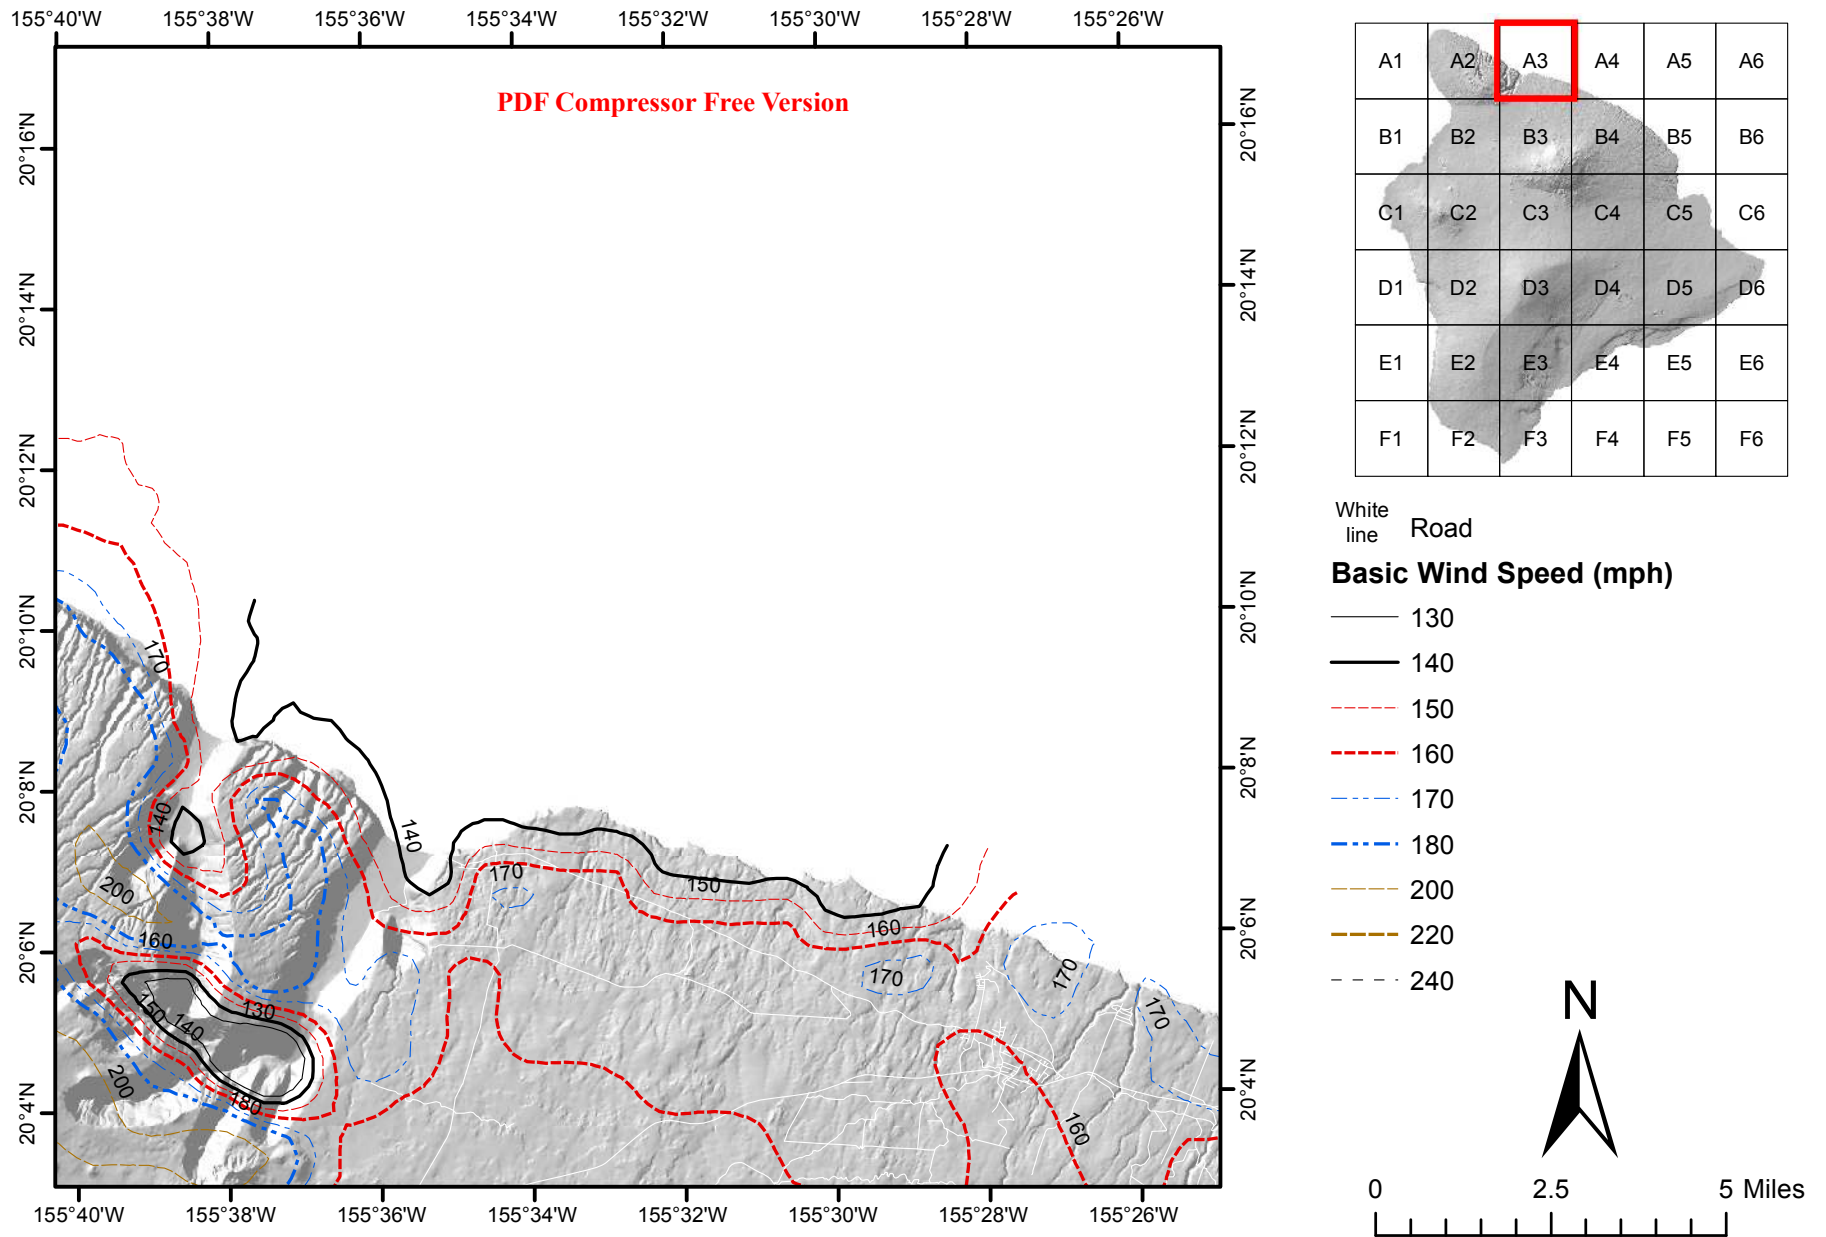 155°40'W 155°38'W 155°36'W 155°34'W 155°32'W 155°30'W 155°28'W 155°26'W
PDF Compressor Free Version
20°16'N
20°14'N
20°12'N
20°10'N
20°8'N
20°6'N
20°4'N
20°16'N
20°14'N
20°12'N
20°10'N
20°8'N
20°6'N
20°4'N
170
140
140
170
150
200
160
160
170
170
170
150
140
130
200
180
160
155°40'W 155°38'W 155°36'W 155°34'W 155°32'W 155°30'W 155°28'W 155°26'W
A1 A2 A3 A4 A5 A6
B1 B2 B3 B4 B5 B6
C1 C2 C3 C4 C5 C6
D1 D2 D3 D4 D5 D6
E1 E2 E3 E4 E5 E6
F1 F2 F3 F4 F5 F6
White
line
Road
Basic Wind Speed (mph)
130
140
150
160
170
180
200
220
240
N
0 2.5 5 Miles